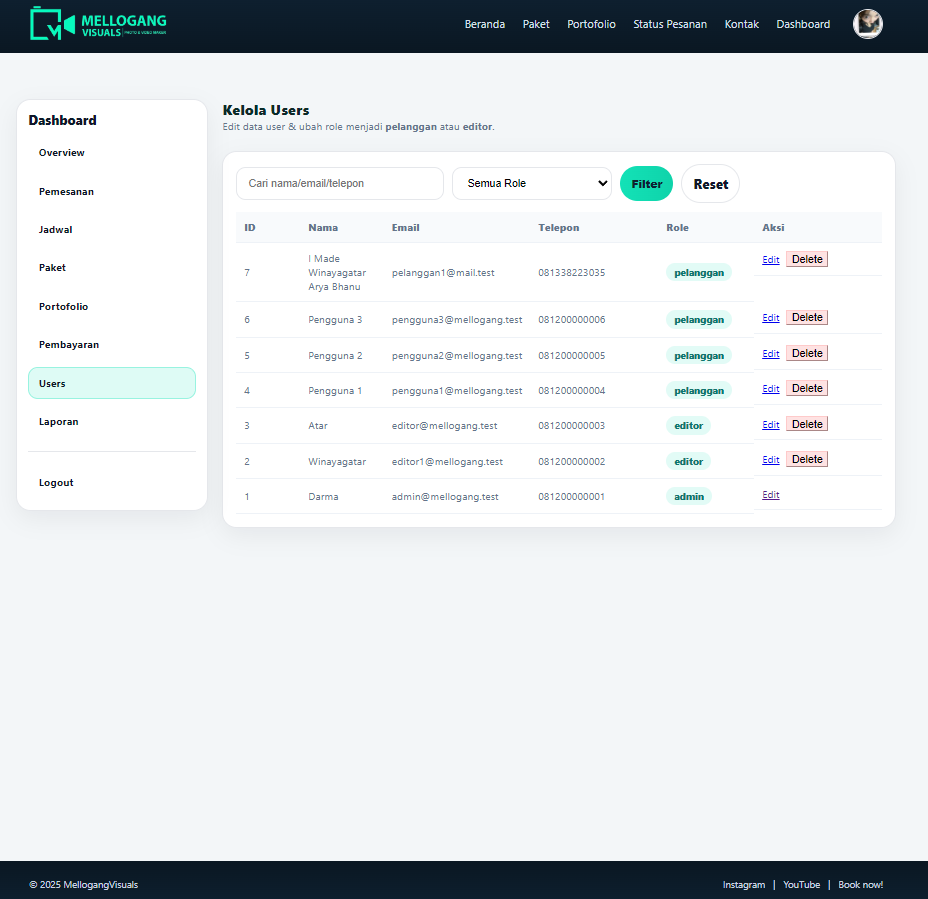 MELLOGANG
VISUALS | PHOTO & VIDEO MAKER
Beranda Paket Portofolio Status Pesanan Kontak Dashboard
Dashboard
Overview
Pemesanan
Jadwal
Paket
Portofolio
Pembayaran
Users
Laporan
Logout
Kelola Users
Edit data user & ubah role menjadi pelanggan atau editor.
Cari nama/email/telepon Semua Role Filter Reset
ID Nama Email Telepon Role Aksi
7 I Made Winayagatar Arya Bhanu pelanggan1@mail.test 081338223035 pelanggan Edit Delete
6 Pengguna 3 pengguna3@mellogang.test 081200000006 pelanggan Edit Delete
5 Pengguna 2 pengguna2@mellogang.test 081200000005 pelanggan Edit Delete
4 Pengguna 1 pengguna1@mellogang.test 081200000004 pelanggan Edit Delete
3 Atar editor@mellogang.test 081200000003 editor Edit Delete
2 Winayagatar editor1@mellogang.test 081200000002 editor Edit Delete
1 Darma admin@mellogang.test 081200000001 admin Edit
© 2025 MellogangVisuals
Instagram | YouTube | Book now!